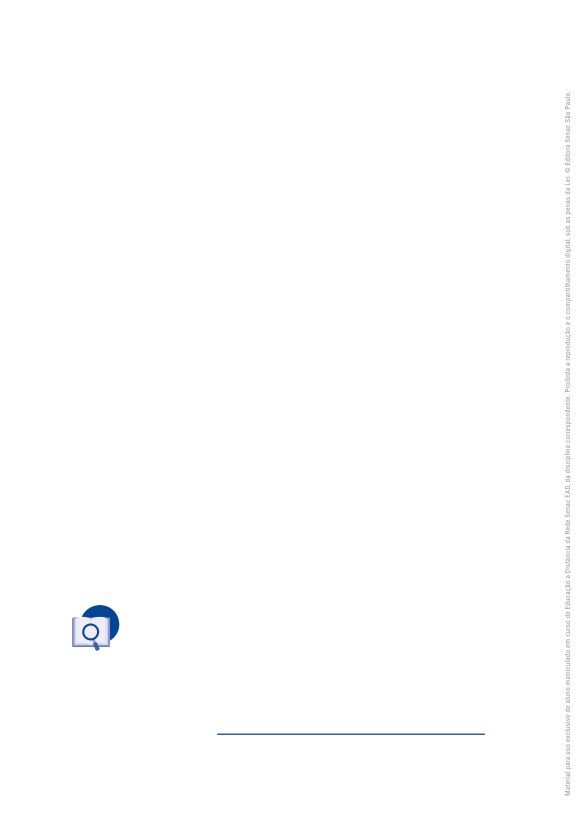 Material para uso exclusivo de aluno matriculado em curso de Educação a Distância da Rede Senac EAD, da disciplina correspondente. Proibida a reprodução e o compartilhamento digital, sob as penas da Lei. © Editora Senac São Paulo.